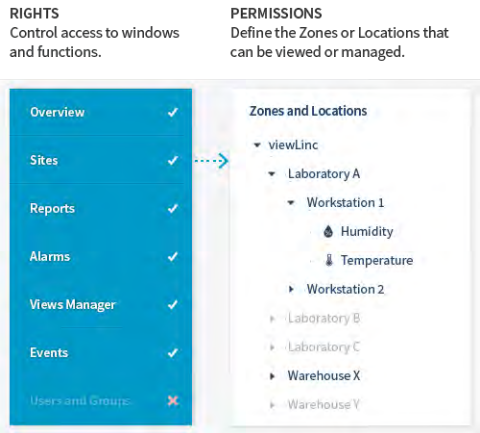 RIGHTS
Control access to windows
and functions.
PERMISSIONS
Define the Zones or Locations that
can be viewed or managed.
Overview
Sites
Reports
Alarms
Views Manager
Events
Users and Groups
Zones and Locations
viewLinc
Laboratory A
Workstation 1
Humidity
Temperature
Workstation 2
Laboratory B
Laboratory C
Warehouse X
Warehouse Y